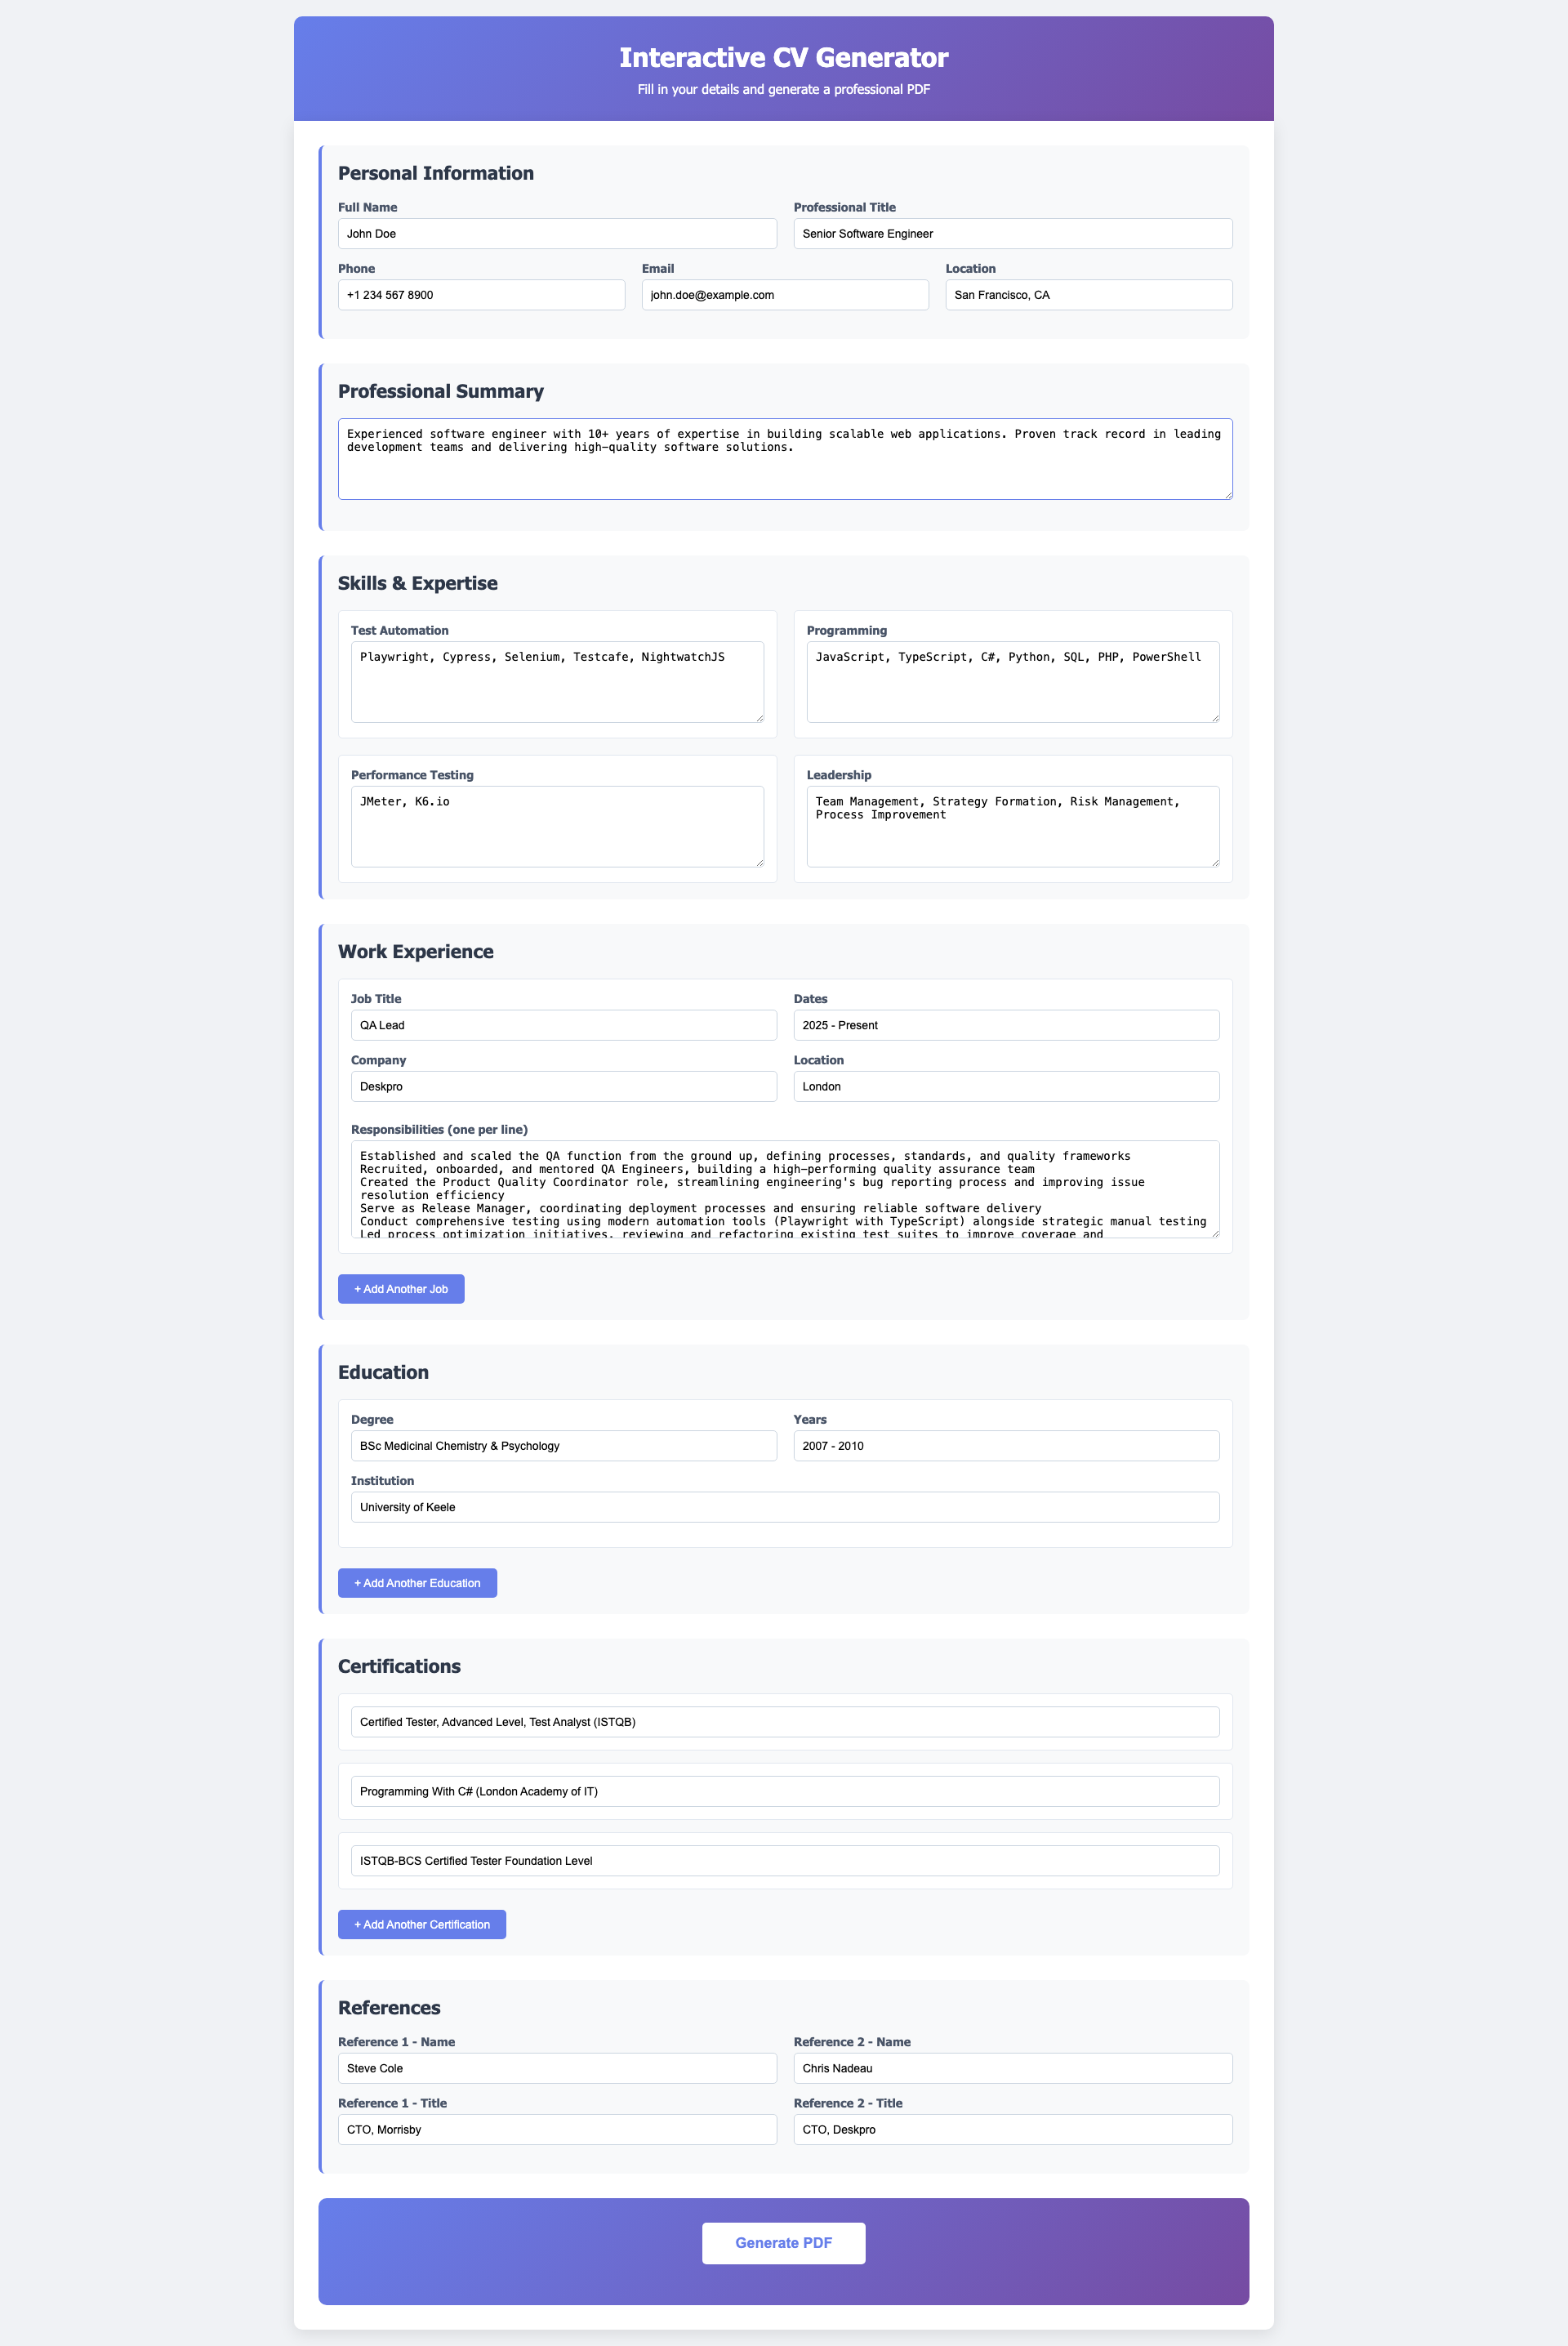 Interactive CV Generator
Fill in your details and generate a professional PDF
Personal Information
Full Name
John Doe
Professional Title
Senior Software Engineer
Phone
+1 234 567 8900
Email
john.doe@example.com
Location
San Francisco, CA
Professional Summary
Experienced software engineer with 10+ years of expertise in building scalable web applications. Proven track record in leading
development teams and delivering high-quality software solutions.
Skills & Expertise
Test Automation
Playwright, Cypress, Selenium, Testcafe, NightwatchJS
Programming
JavaScript, TypeScript, C#, Python, SQL, PHP, PowerShell
Performance Testing
JMeter, K6.io
Leadership
Team Management, Strategy Formation, Risk Management,
Process Improvement
Work Experience
Job Title
QA Lead
Dates
2025 - Present
Company
Deskpro
Location
London
Responsibilities (one per line)
Established and scaled the QA function from the ground up, defining processes, standards, and quality frameworks
Recruited, onboarded, and mentored QA Engineers, building a high-performing quality assurance team
Created the Product Quality Coordinator role, streamlining engineering's bug reporting process and improving issue
resolution efficiency
Serve as Release Manager, coordinating deployment processes and ensuring reliable software delivery
Conduct comprehensive testing using modern automation tools (Playwright with TypeScript) alongside strategic manual testing
Led process optimization initiatives, reviewing and refactoring existing test suites to improve coverage and
+ Add Another Job
Education
Degree
BSc Medicinal Chemistry & Psychology
Years
2007 - 2010
Institution
University of Keele
+ Add Another Education
Certifications
Certified Tester, Advanced Level, Test Analyst (ISTQB)
Programming With C# (London Academy of IT)
ISTQB-BCS Certified Tester Foundation Level
+ Add Another Certification
References
Reference 1 - Name
Steve Cole
Reference 2 - Name
Chris Nadeau
Reference 1 - Title
CTO, Morrisby
Reference 2 - Title
CTO, Deskpro
Generate PDF